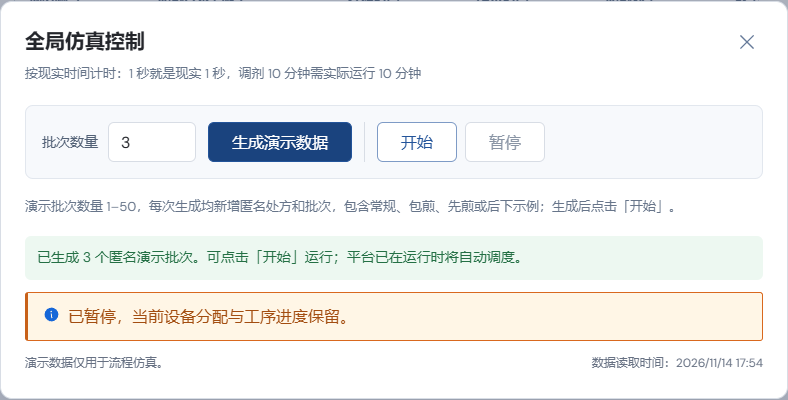 全局仿真控制
按现实时间计时：1 秒就是现实 1 秒，调剂 10 分钟需实际运行 10 分钟
批次数量 3 生成演示数据 开始 暂停
演示批次数量 1–50，每次生成均新增匿名处方和批次，包含常规、包煎、先煎或后下示例；生成后点击「开始」。
已生成 3 个匿名演示批次。可点击「开始」运行；平台已在运行时将自动调度。
已暂停，当前设备分配与工序进度保留。
演示数据仅用于流程仿真。 数据读取时间：2026/11/14 17:54